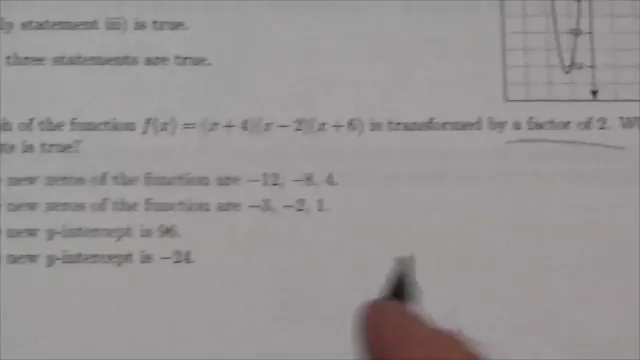 statement (iii) is true.
three statements are true.
of the function f(x) = (x + 4)(x − 2)(x + 6) is transformed by a factor of 2.
is true?
new zeros of the function are −12, −8, 4.
new zeros of the function are −3, −2, 1.
new y-intercept is 96.
new y-intercept is −24.